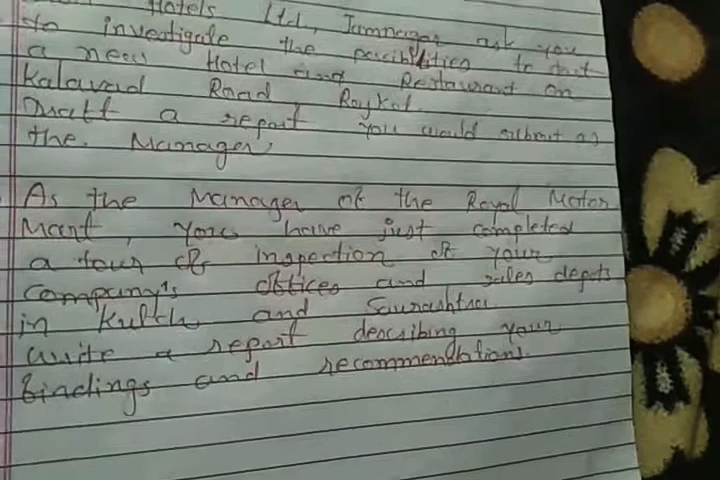 Hotels Ltd, Jamnagar ask you
to investigate the possibilities to start
a new Hotel and Restaurant on
Kalavad Road, Rajkot.
Draft a report you would submit as
the Manager,
As the Manager of the Royal Motor
Mart, you have just completed
a tour of inspection of your
company's offices and sales depots
in Kutch and Saurashtra.
write a report describing your
findings and recommendations